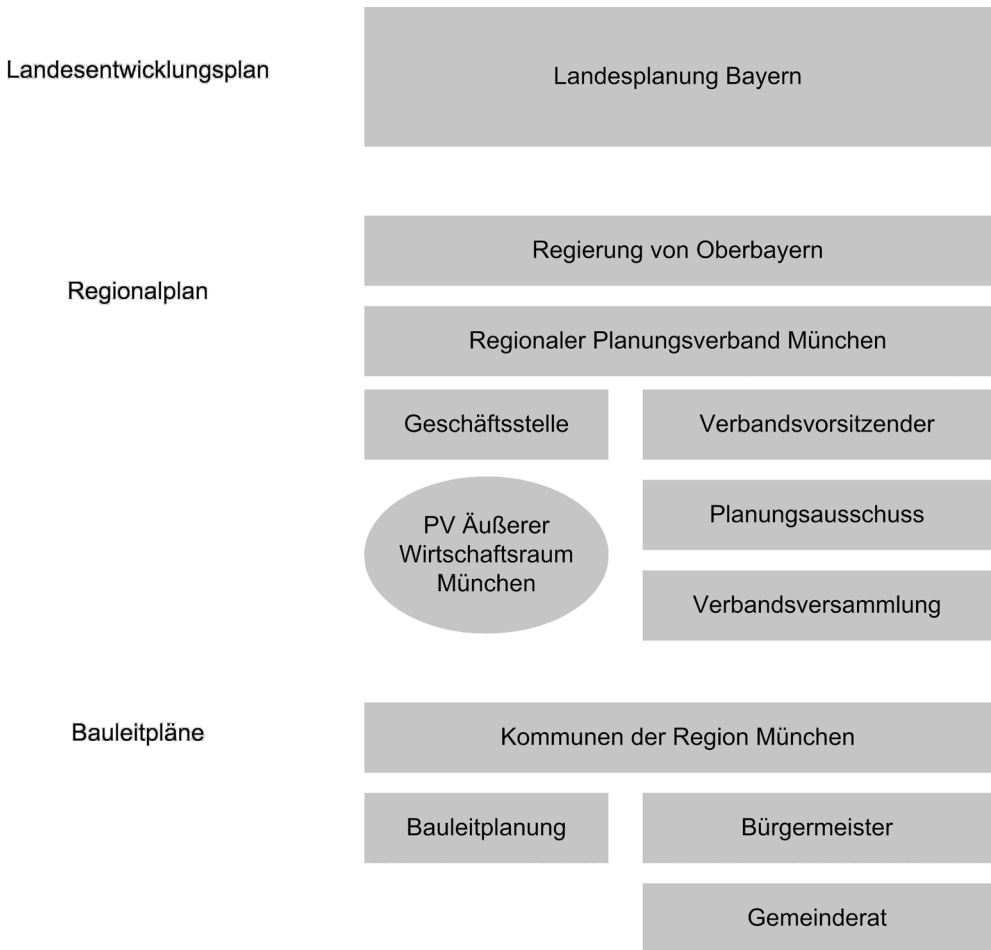 Landesentwicklungsplan
Landesplanung Bayern
Regierung von Oberbayern
Regionalplan
Regionaler Planungsverband München
Geschäftsstelle
Verbandsvorsitzender
PV Äußerer
Wirtschaftsraum
München
Planungsausschuss
Verbandsversammlung
Bauleitpläne
Kommunen der Region München
Bauleitplanung
Bürgermeister
Gemeinderat